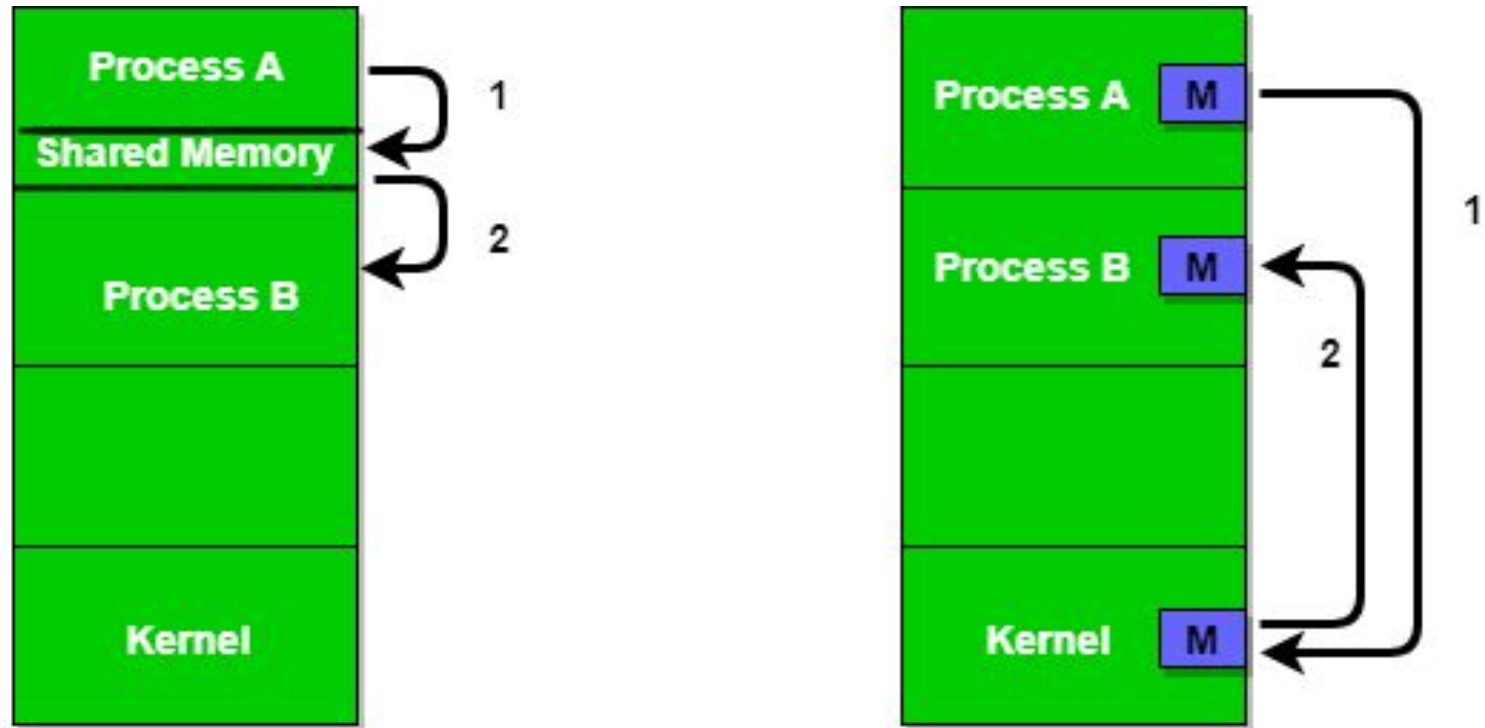 Process A
1
Shared Memory
2
Process B
Kernel
Process A M
1
Process B M
2
Kernel M